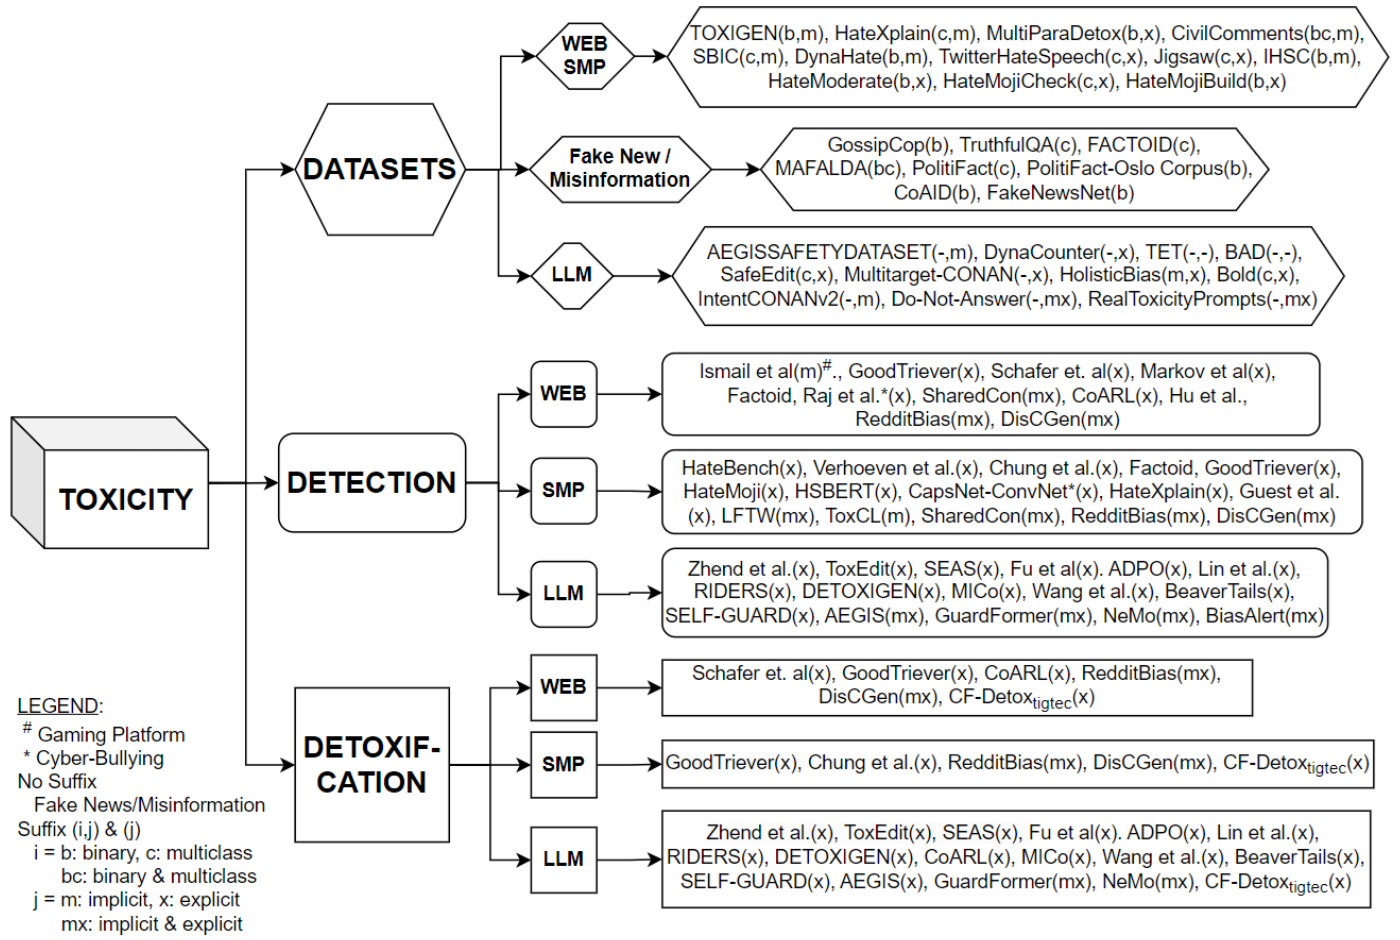 TOXICITY
DATASETS
WEB
SMP
TOXIGEN(b,m), HateXplain(c,m), MultiParaDetox(b,x), CivilComments(bc,m),
SBIC(c,m), DynaHate(b,m), TwitterHateSpeech(c,x), Jigsaw(c,x), IHSC(b,m),
HateModerate(b,x), HateMojiCheck(c,x), HateMojiBuild(b,x)
Fake New /
Misinformation
GossipCop(b), TruthfulQA(c), FACTOID(c),
MAFALDA(bc), PolitiFact(c), PolitiFact-Oslo Corpus(b),
CoAID(b), FakeNewsNet(b)
LLM
AEGISSAFETYDATASET(-,m), DynaCounter(-,x), TET(-,-), BAD(-,-),
SafeEdit(c,x), Multitarget-CONAN(-,x), HolisticBias(m,x), Bold(c,x),
IntentCONANv2(-,m), Do-Not-Answer(-,mx), RealToxicityPrompts(-,mx)
DETECTION
WEB
Ismail et al(m)#., GoodTriever(x), Schafer et. al(x), Markov et al(x),
Factoid, Raj et al.*(x), SharedCon(mx), CoARL(x), Hu et al.,
RedditBias(mx), DisCGen(mx)
SMP
HateBench(x), Verhoeven et al.(x), Chung et al.(x), Factoid, GoodTriever(x),
HateMoji(x), HSBERT(x), CapsNet-ConvNet*(x), HateXplain(x), Guest et al.
(x), LFTW(mx), ToxCL(m), SharedCon(mx), RedditBias(mx), DisCGen(mx)
LLM
Zhend et al.(x), ToxEdit(x), SEAS(x), Fu et al(x). ADPO(x), Lin et al.(x),
RIDERS(x), DETOXIGEN(x), MICo(x), Wang et al.(x), BeaverTails(x),
SELF-GUARD(x), AEGIS(mx), GuardFormer(mx), NeMo(mx), BiasAlert(mx)
DETOXIF-
CATION
WEB
Schafer et. al(x), GoodTriever(x), CoARL(x), RedditBias(mx),
DisCGen(mx), CF-Detoxtigtec(x)
SMP
GoodTriever(x), Chung et al.(x), RedditBias(mx), DisCGen(mx), CF-Detoxtigtec(x)
LLM
Zhend et al.(x), ToxEdit(x), SEAS(x), Fu et al(x). ADPO(x), Lin et al.(x),
RIDERS(x), DETOXIGEN(x), CoARL(x), MICo(x), Wang et al.(x), BeaverTails(x),
SELF-GUARD(x), AEGIS(x), GuardFormer(mx), NeMo(mx), CF-Detoxtigtec(x)
LEGEND:
# Gaming Platform
* Cyber-Bullying
No Suffix
Fake News/Misinformation
Suffix (i,j) & (j)
i = b: binary, c: multiclass
bc: binary & multiclass
j = m: implicit, x: explicit
mx: implicit & explicit